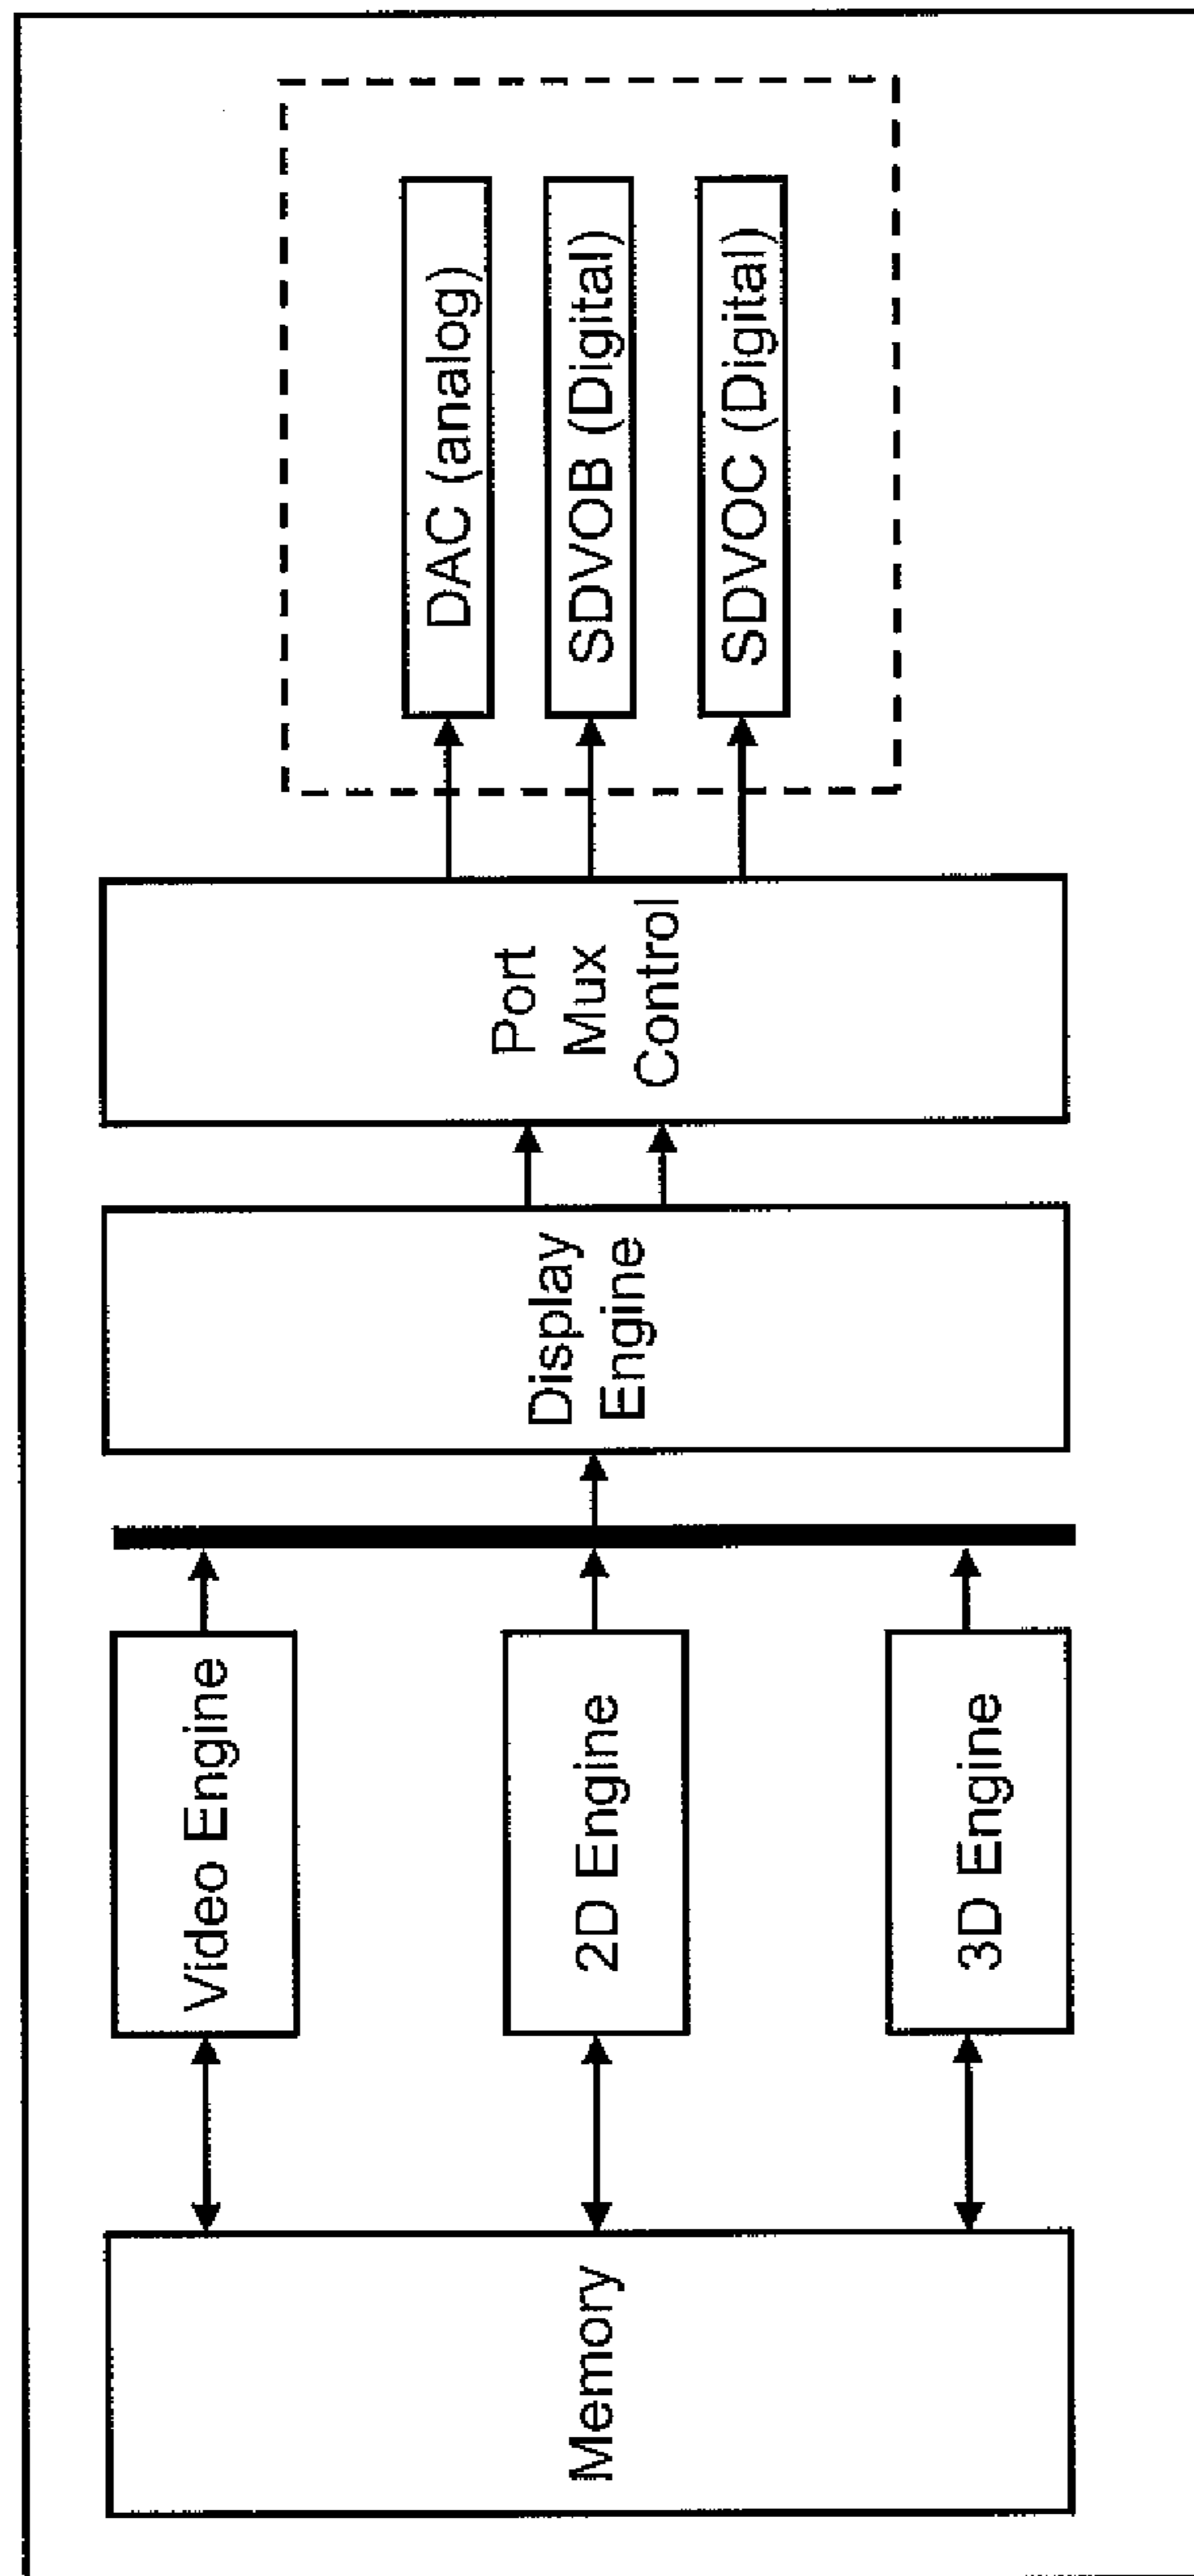 Memory
Video Engine
2D Engine
3D Engine
Display
Engine
Port
Mux
Control
DAC (analog)
SDVOB (Digital)
SDVOC (Digital)